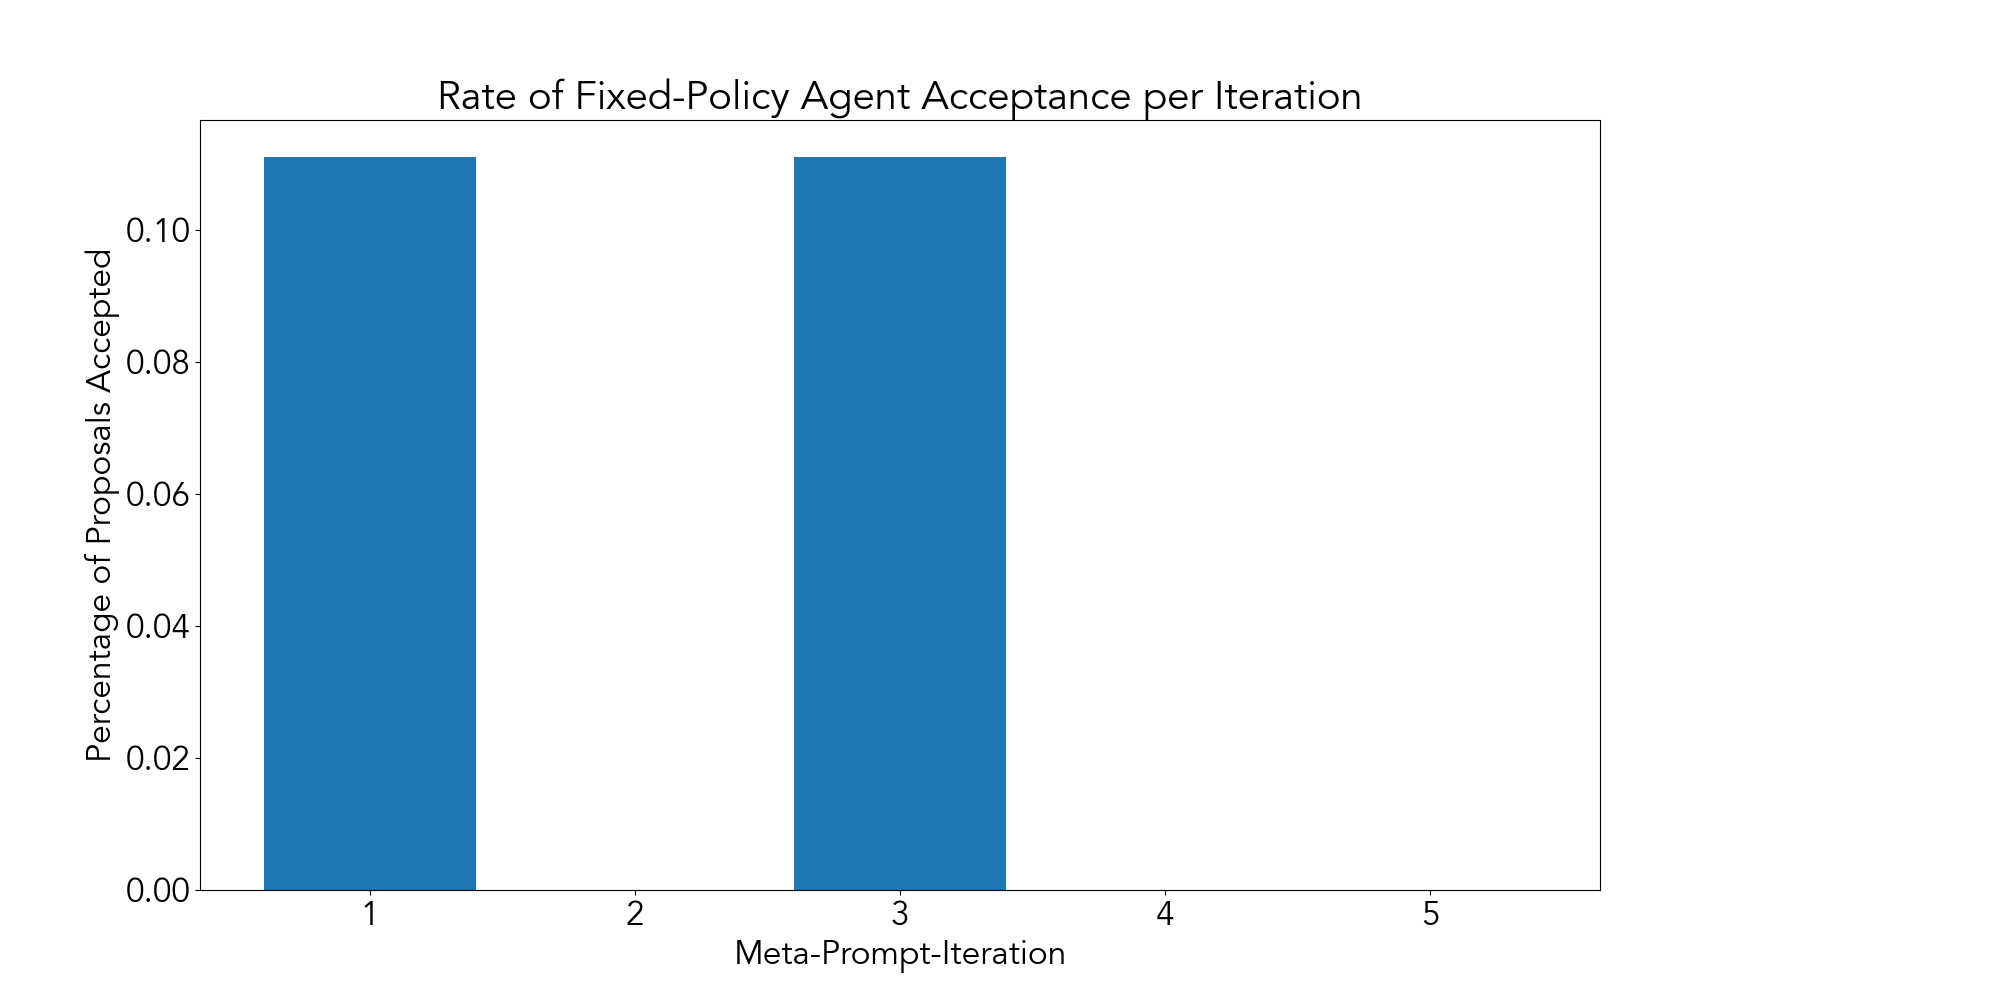 Rate of Fixed-Policy Agent Acceptance per Iteration
Percentage of Proposals Accepted
0.10
0.08
0.06
0.04
0.02
0.00
1 2 3 4 5
Meta-Prompt-Iteration